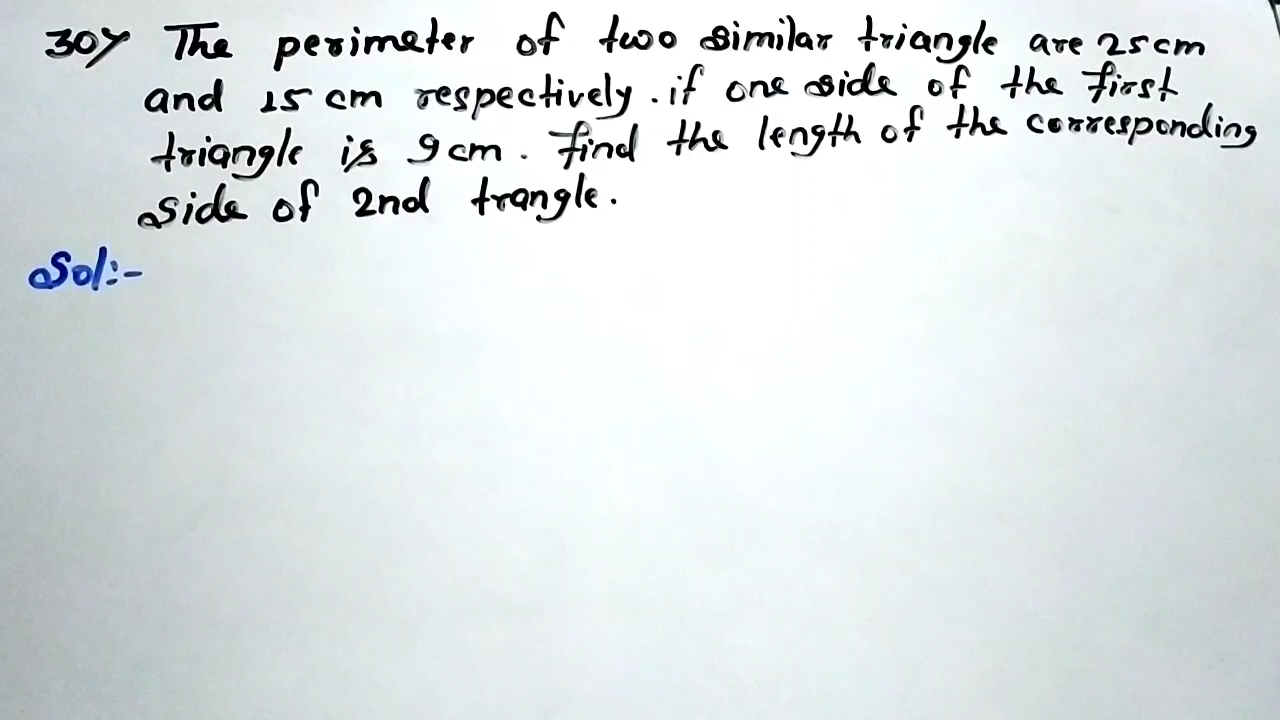 30) The perimeter of two similar triangle are 25cm
and 15 cm respectively. if one side of the first
triangle is 9cm. find the length of the corresponding
side of 2nd trangle.
Sol:-